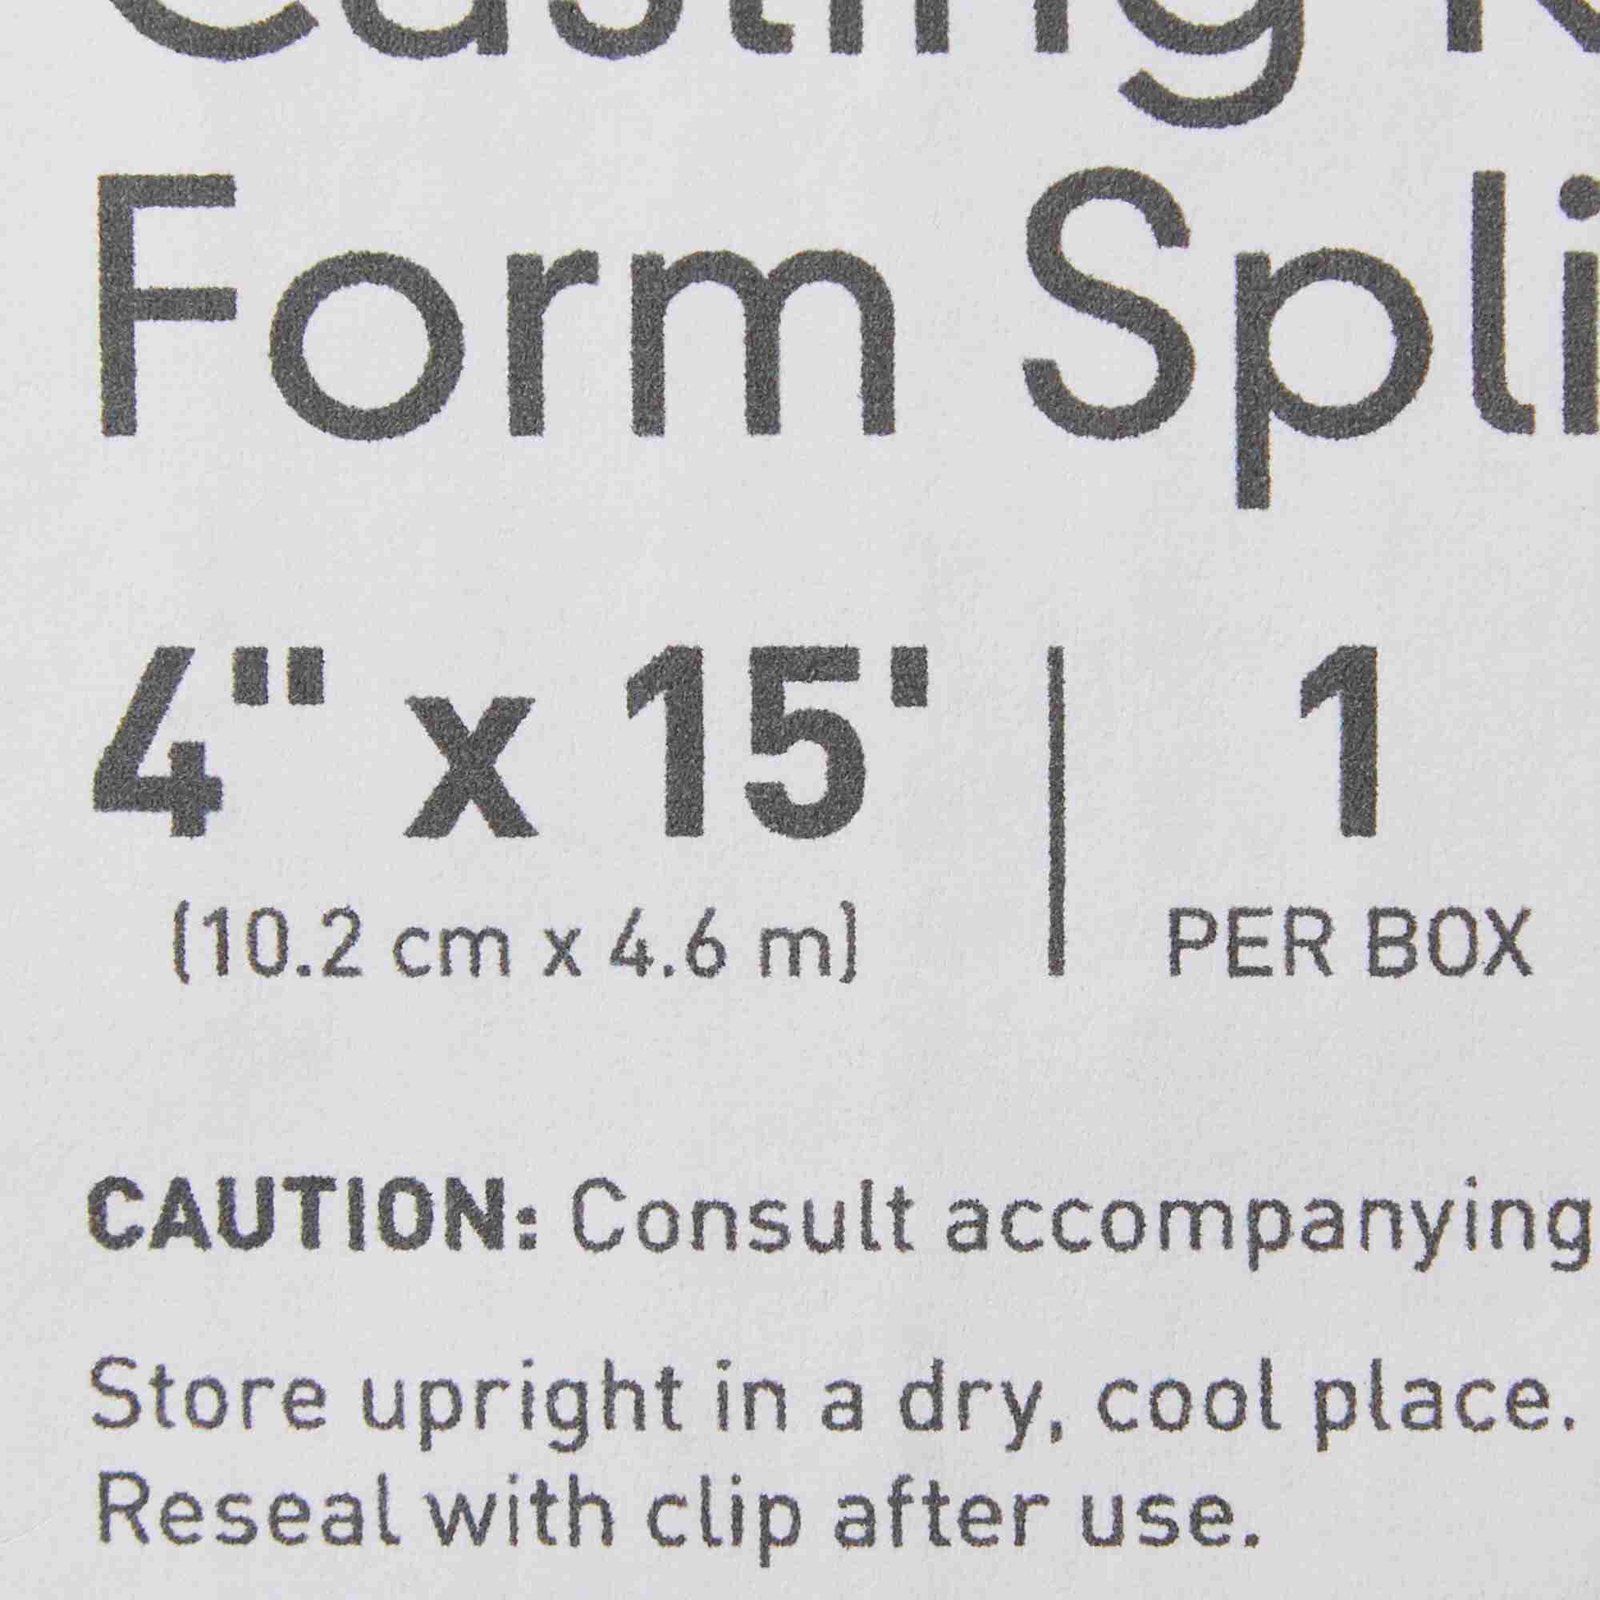 Casting
Form Spli
4" x 15' | 1
(10.2 cm x 4.6 m) PER BOX
CAUTION: Consult accompanying
Store upright in a dry, cool place.
Reseal with clip after use.